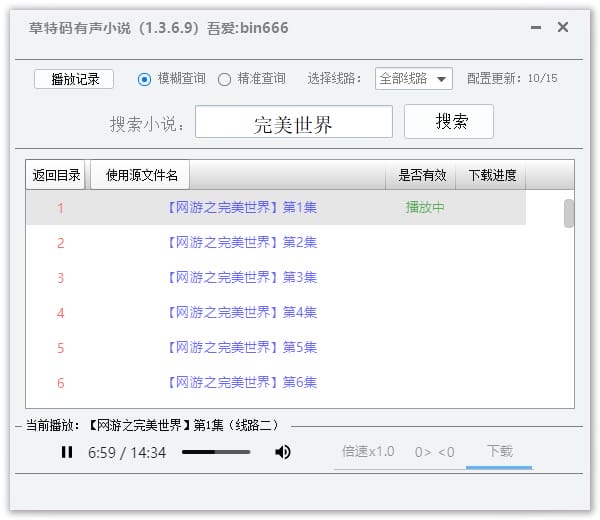 草特码有声小说（1.3.6.9）吾爱:bin666
播放记录 模糊查询 精准查询 选择线路： 全部线路 配置更新：10/15
搜索小说： 完美世界 搜索
返回目录 使用源文件名 是否有效 下载进度
1 【网游之完美世界】第1集 播放中
2 【网游之完美世界】第2集
3 【网游之完美世界】第3集
4 【网游之完美世界】第4集
5 【网游之完美世界】第5集
6 【网游之完美世界】第6集
当前播放：【网游之完美世界】第1集（线路二）
6:59 / 14:34 倍速x1.0 0> <0 下载